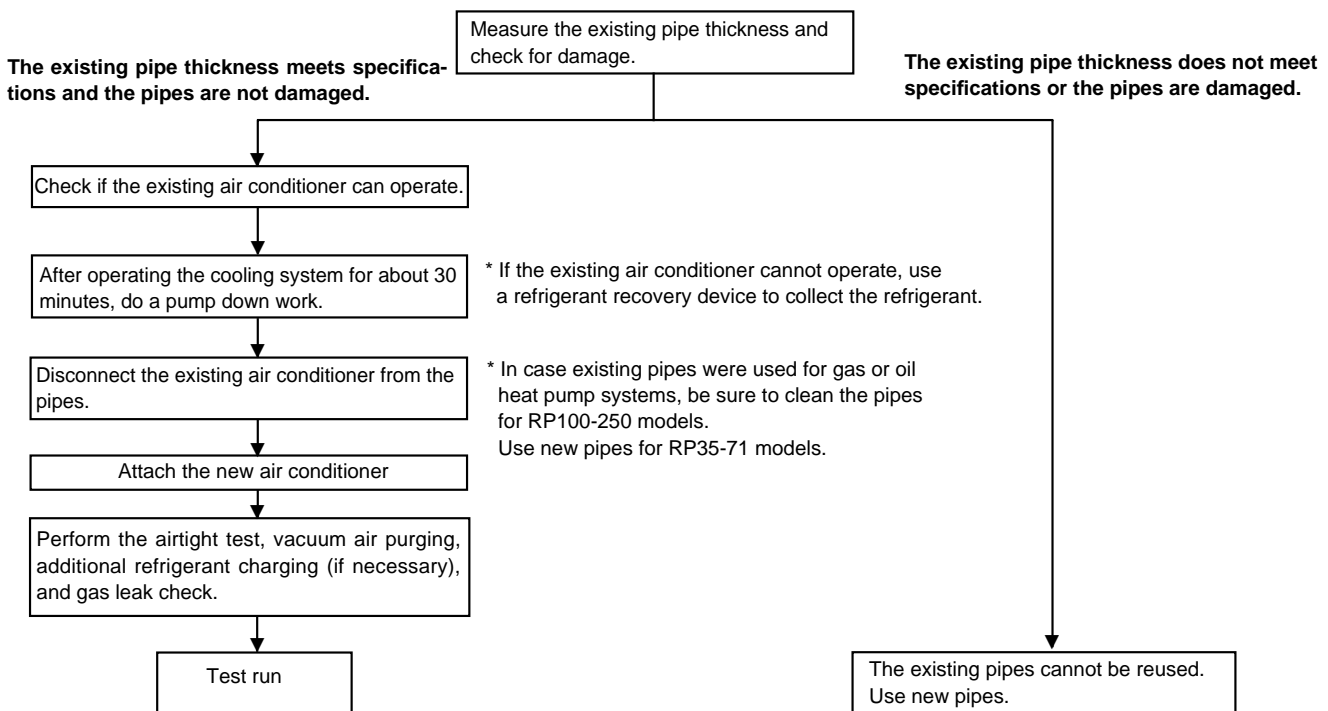 Measure the existing pipe thickness and
check for damage.
The existing pipe thickness meets specifica-
tions and the pipes are not damaged.
The existing pipe thickness does not meet
specifications or the pipes are damaged.
Check if the existing air conditioner can operate.
After operating the cooling system for about 30
minutes, do a pump down work.
* If the existing air conditioner cannot operate, use
a refrigerant recovery device to collect the refrigerant.
Disconnect the existing air conditioner from the
pipes.
* In case existing pipes were used for gas or oil
heat pump systems, be sure to clean the pipes
for RP100-250 models.
Use new pipes for RP35-71 models.
Attach the new air conditioner
Perform the airtight test, vacuum air purging,
additional refrigerant charging (if necessary),
and gas leak check.
Test run
The existing pipes cannot be reused.
Use new pipes.